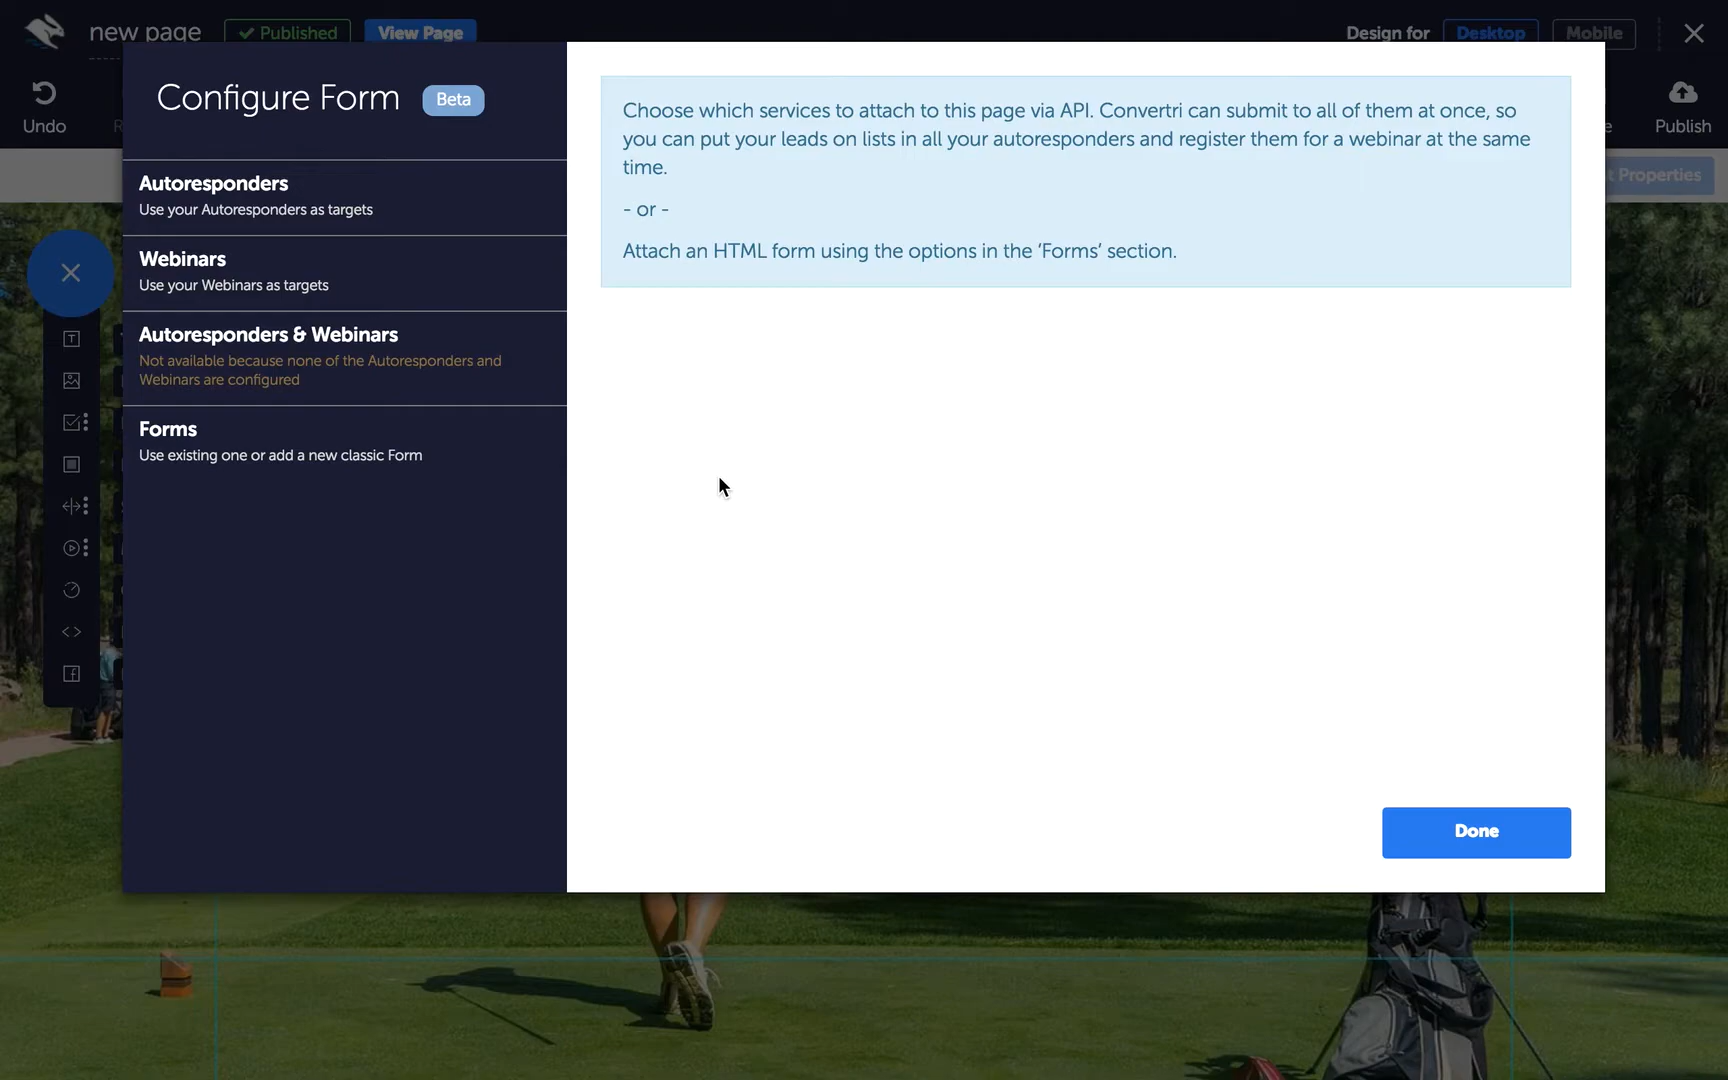 new page
✓ Published
View Page
Design for
Desktop
Mobile
Undo
Publish
Properties
Configure Form
Beta
Autoresponders
Use your Autoresponders as targets
Webinars
Use your Webinars as targets
Autoresponders & Webinars
Not available because none of the Autoresponders and
Webinars are configured
Forms
Use existing one or add a new classic Form
Choose which services to attach to this page via API. Convertri can submit to all of them at once, so
you can put your leads on lists in all your autoresponders and register them for a webinar at the same
time.
- or -
Attach an HTML form using the options in the ‘Forms’ section.
Done